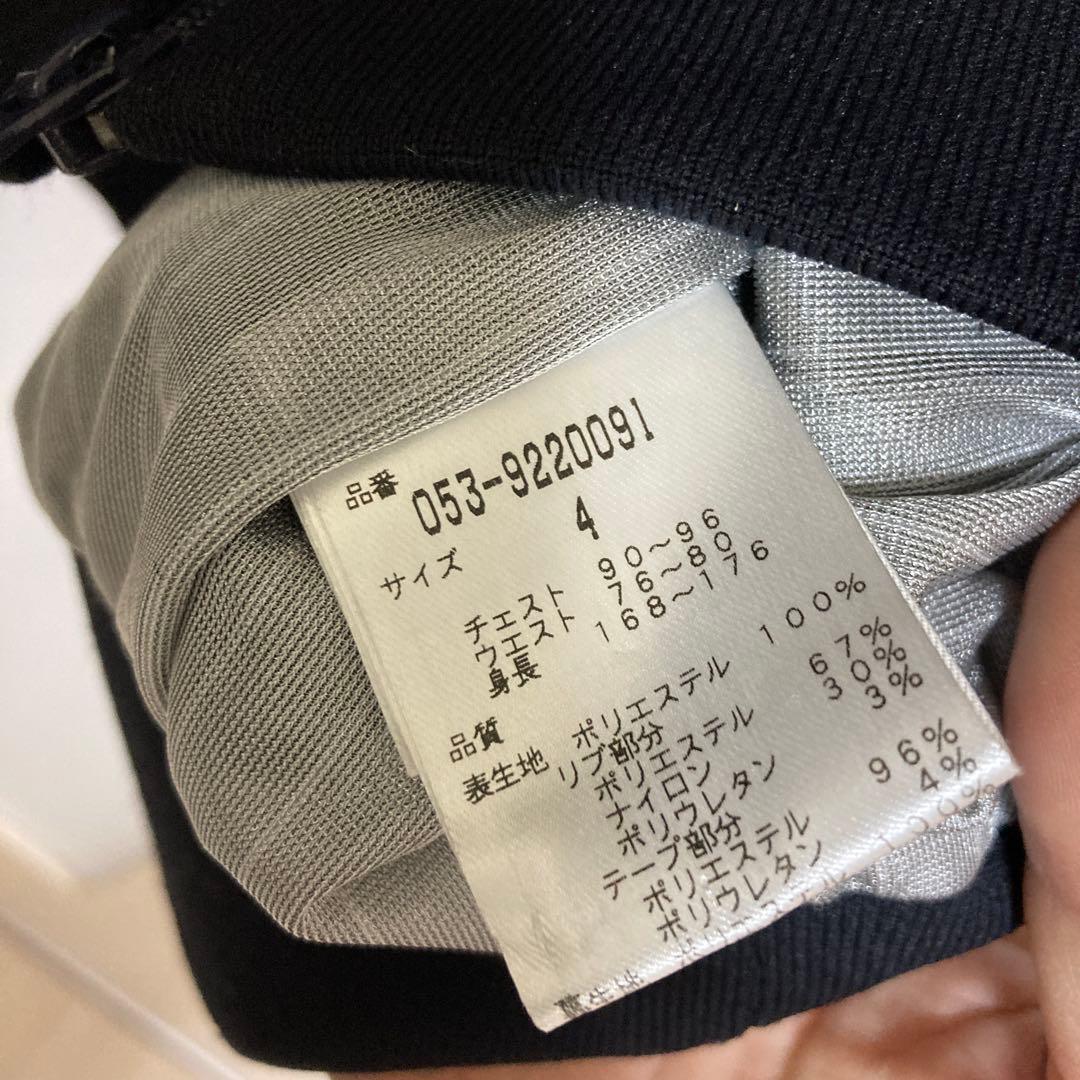 品番 053-9220091
サイズ 4
チェスト 90～96
ウエスト 76～80
身長 168～176
品質
表生地 ポリエステル 100%
リブ部分
ポリエステル 67%
ナイロン 30%
ポリウレタン 3%
テープ部分
ポリエステル 96%
ポリウレタン 4%
100%